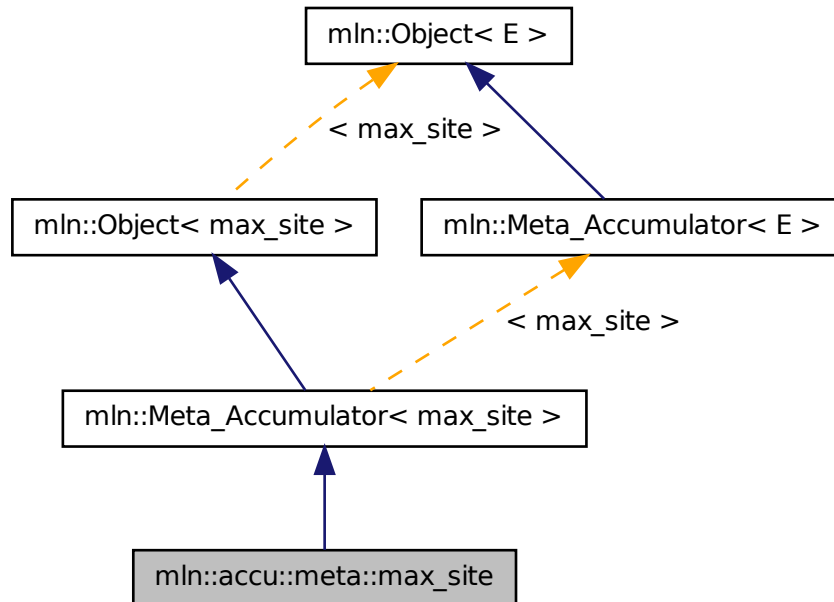 mln::Object< E >
< max_site >
mln::Object< max_site >
mln::Meta_Accumulator< E >
< max_site >
mln::Meta_Accumulator< max_site >
mln::accu::meta::max_site